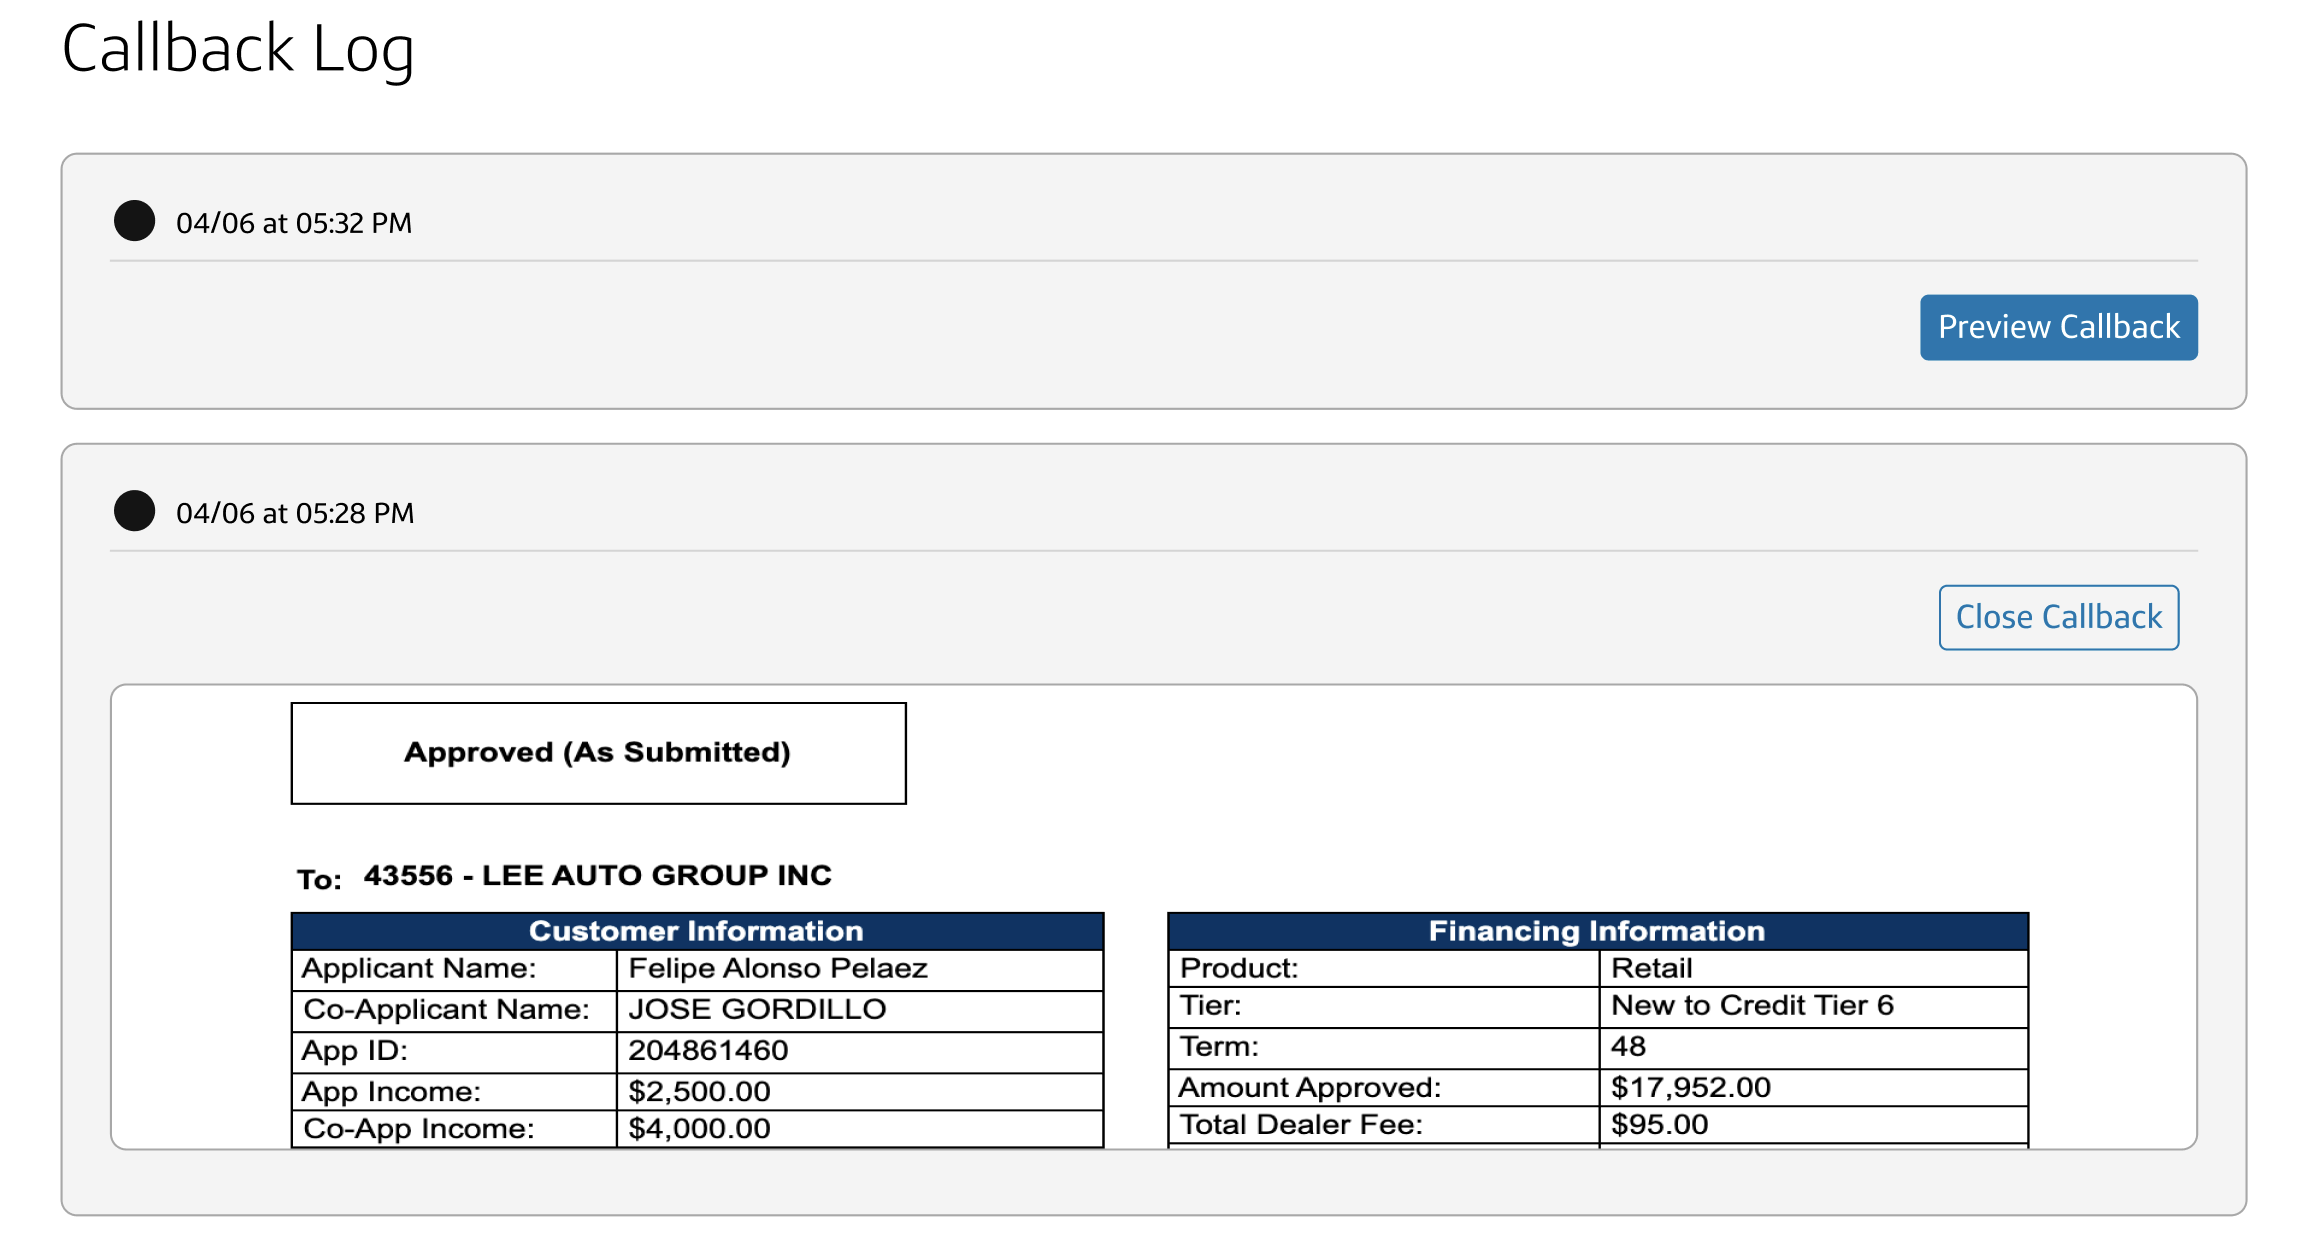 Callback Log
04/06 at 05:32 PM
Preview Callback
04/06 at 05:28 PM
Close Callback
Approved (As Submitted)
To: 43556 - LEE AUTO GROUP INC
Customer Information
Applicant Name: Felipe Alonso Pelaez
Co-Applicant Name: JOSE GORDILLO
App ID: 204861460
App Income: $2,500.00
Co-App Income: $4,000.00
Financing Information
Product: Retail
Tier: New to Credit Tier 6
Term: 48
Amount Approved: $17,952.00
Total Dealer Fee: $95.00